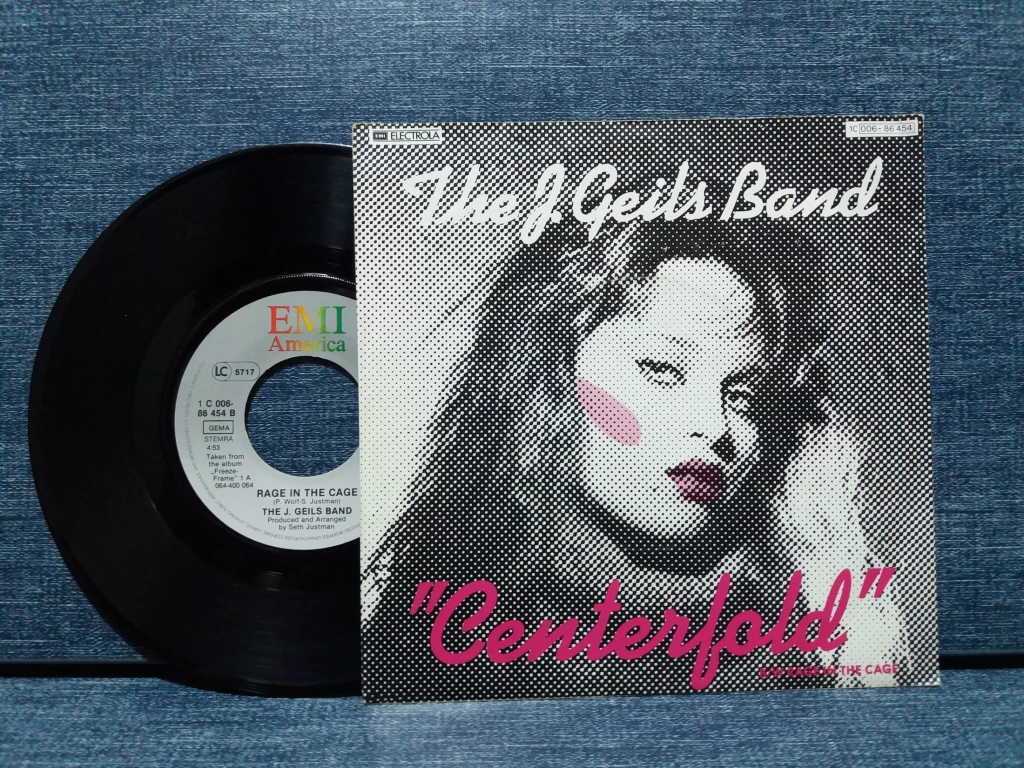 EMI ELECTROLA
1C 006-86 454
The J. Geils Band
"Centerfold"
RAGE IN THE CAGE
EMI
America
LC 5717
1 C 006-
86 454 B
GEMA
STEMRA
4:53
Taken from
the album
„Freeze-
Frame" 1 A
064-400 064
RAGE IN THE CAGE
(P. Wolf-S. Justman)
THE J. GEILS BAND
Produced and Arranged
by Seth Justman